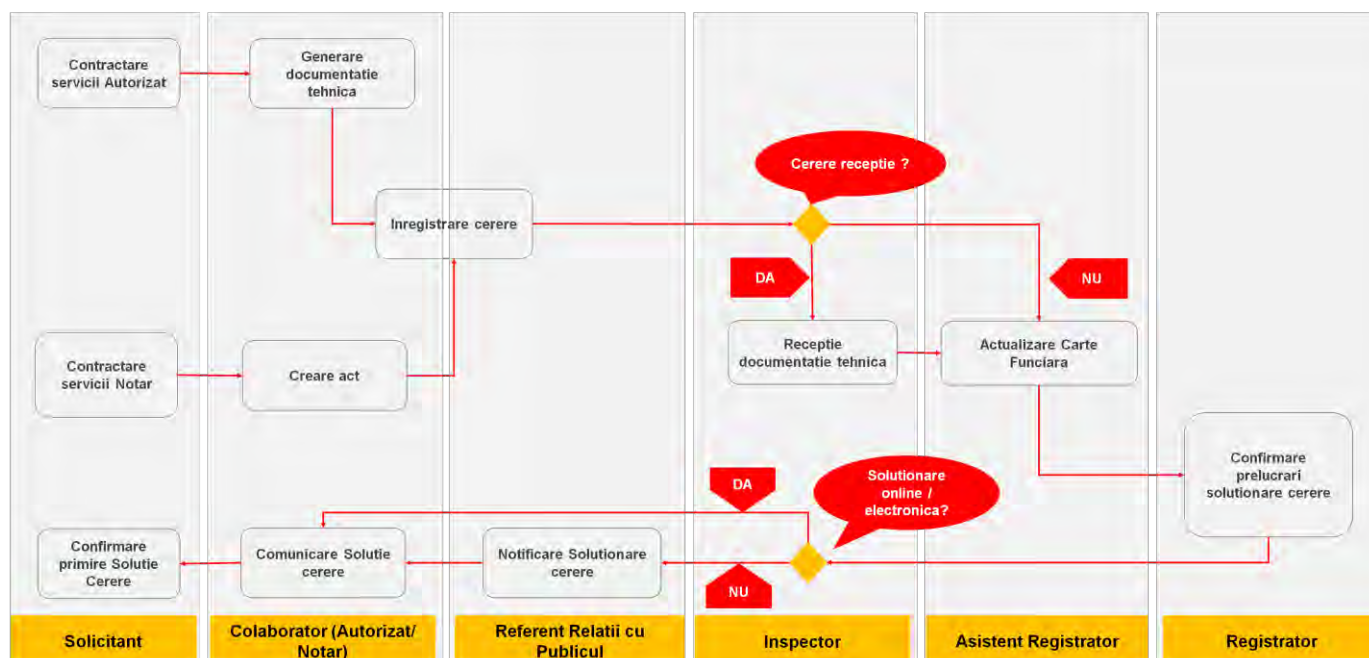 Contractare
servicii Autorizat
Generare
documentatie
tehnica
Cerere receptie ?
Inregistrare cerere
DA
NU
Contractare
servicii Notar
Creare act
Receptie
documentatie tehnica
Actualizare Carte
Funciara
Confirmare
prelucrari
solutionare cerere
DA
Solutionare
online /
electronica?
Confirmare
primire Solutie
Cerere
Comunicare Solutie
cerere
Notificare Solutionare
cerere
NU
Solicitant
Colaborator (Autorizat/
Notar)
Referent Relatii cu
Publicul
Inspector
Asistent Registrator
Registrator